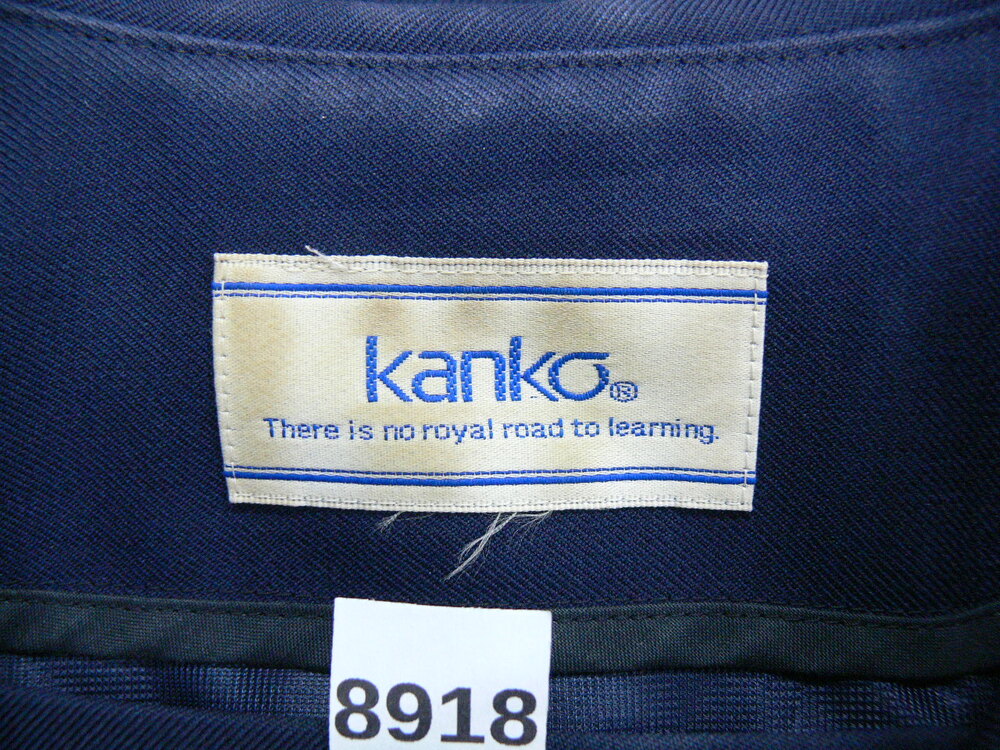 kanko®
There is no royal road to learning.
8918